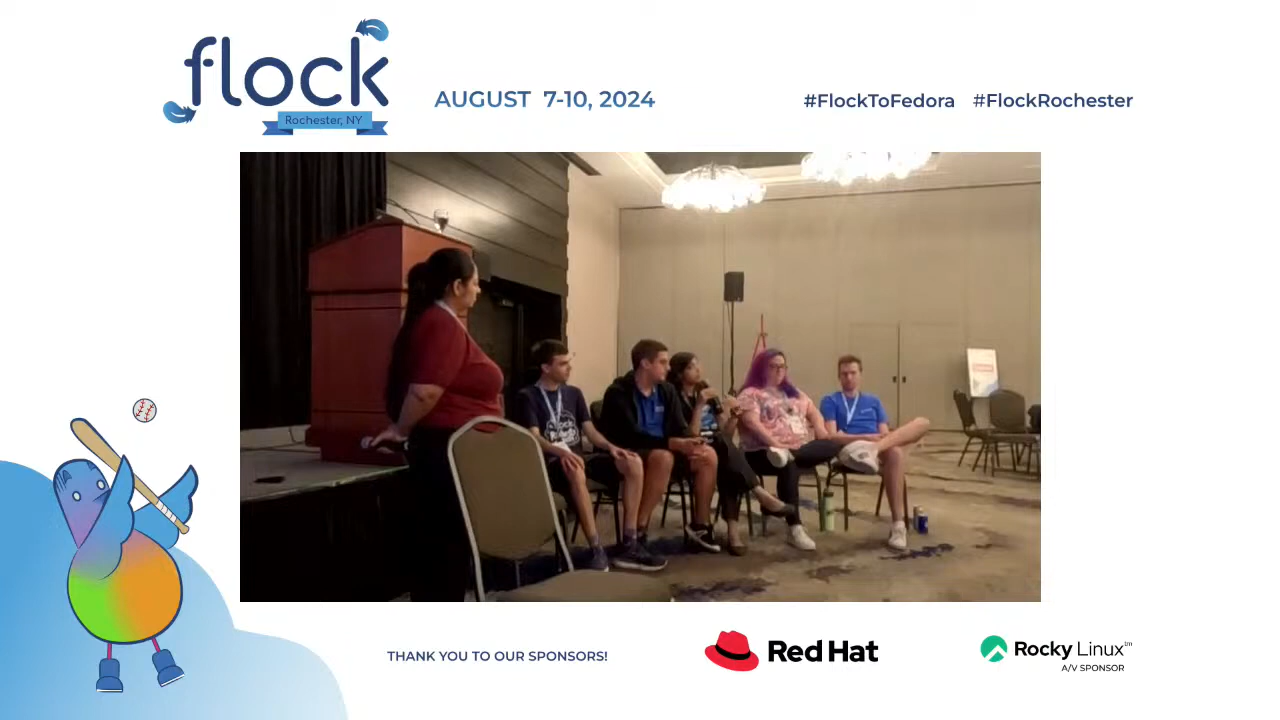 flock
Rochester, NY
AUGUST 7-10, 2024
#FlockToFedora #FlockRochester
THANK YOU TO OUR SPONSORS!
Red Hat
Rocky Linux™
A/V SPONSOR